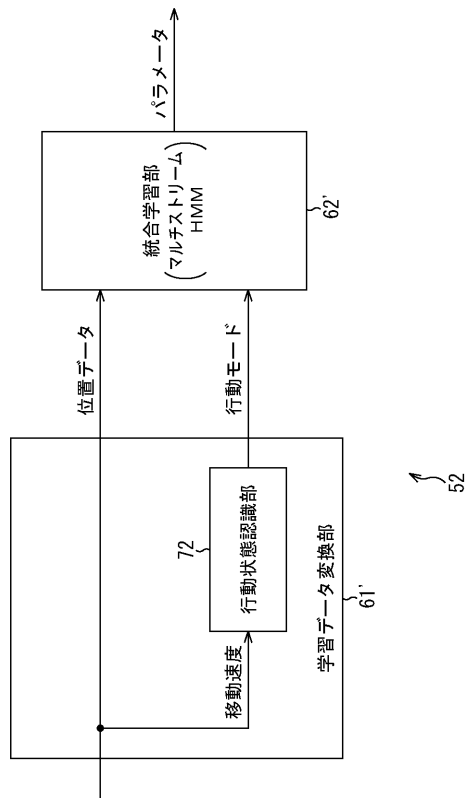 移動速度
72
行動状態認識部
学習データ変換部
61'
位置データ
行動モード
統合学習部
(マルチストリーム
HMM)
62'
パラメータ
52